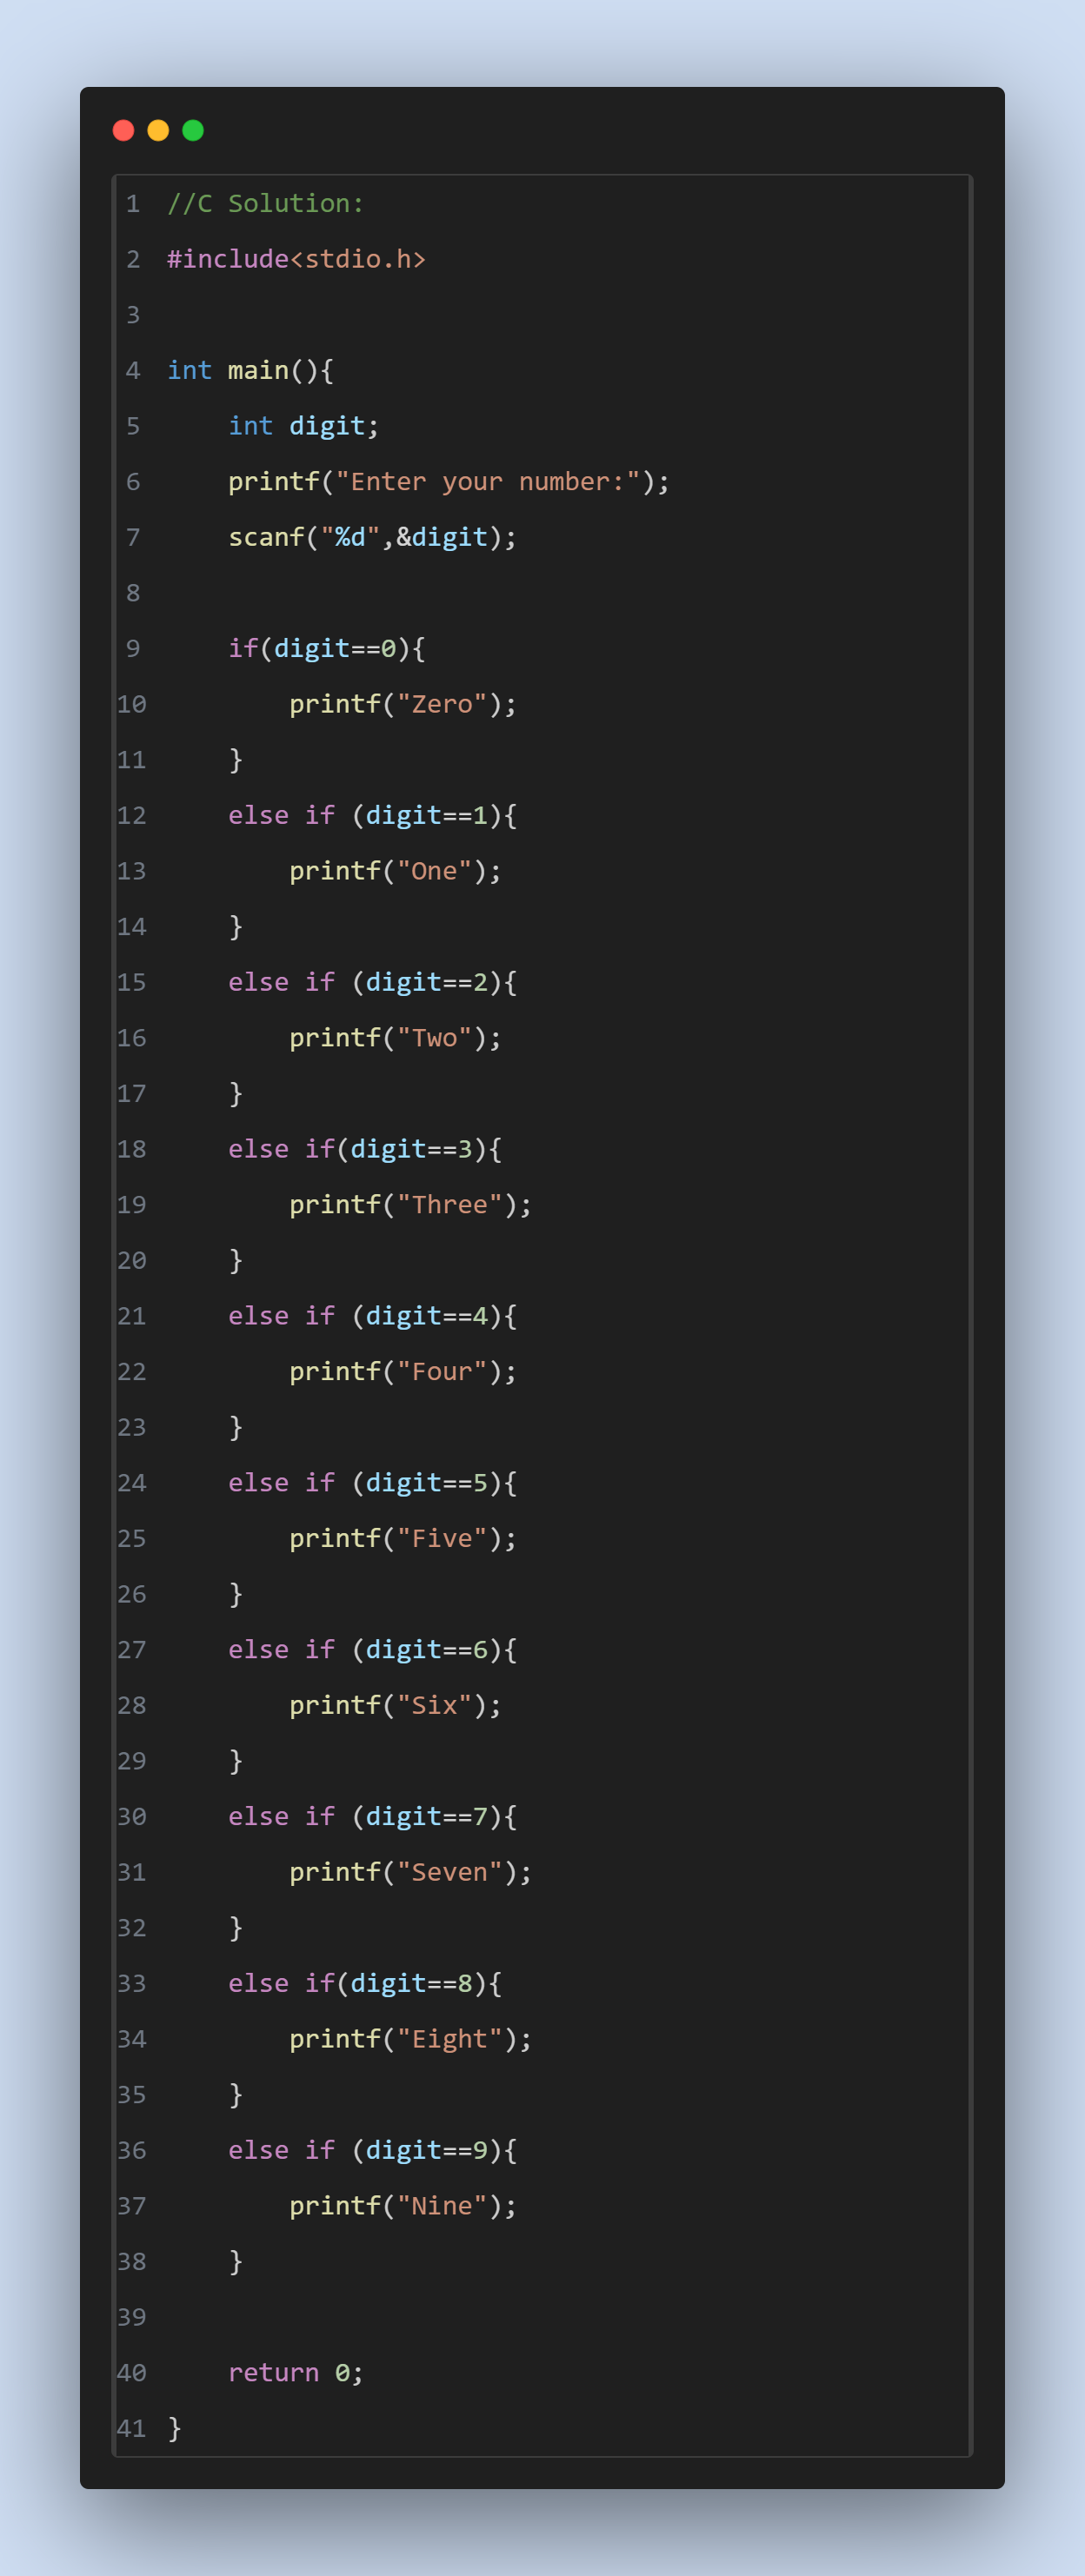 1 //C Solution:
2 #include<stdio.h>
3
4 int main(){
5     int digit;
6     printf("Enter your number:");
7     scanf("%d",&digit);
8
9     if(digit==0){
10         printf("Zero");
11     }
12     else if (digit==1){
13         printf("One");
14     }
15     else if (digit==2){
16         printf("Two");
17     }
18     else if(digit==3){
19         printf("Three");
20     }
21     else if (digit==4){
22         printf("Four");
23     }
24     else if (digit==5){
25         printf("Five");
26     }
27     else if (digit==6){
28         printf("Six");
29     }
30     else if (digit==7){
31         printf("Seven");
32     }
33     else if(digit==8){
34         printf("Eight");
35     }
36     else if (digit==9){
37         printf("Nine");
38     }
39
40     return 0;
41 }